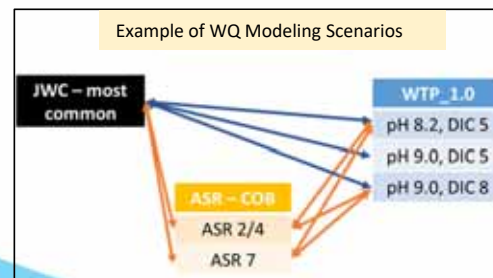 Example of WQ Modeling Scenarios
JWC – most
common
WTP_1.0
pH 8.2, DIC 5
pH 9.0, DIC 5
pH 9.0, DIC 8
ASR – COB
ASR 2/4
ASR 7